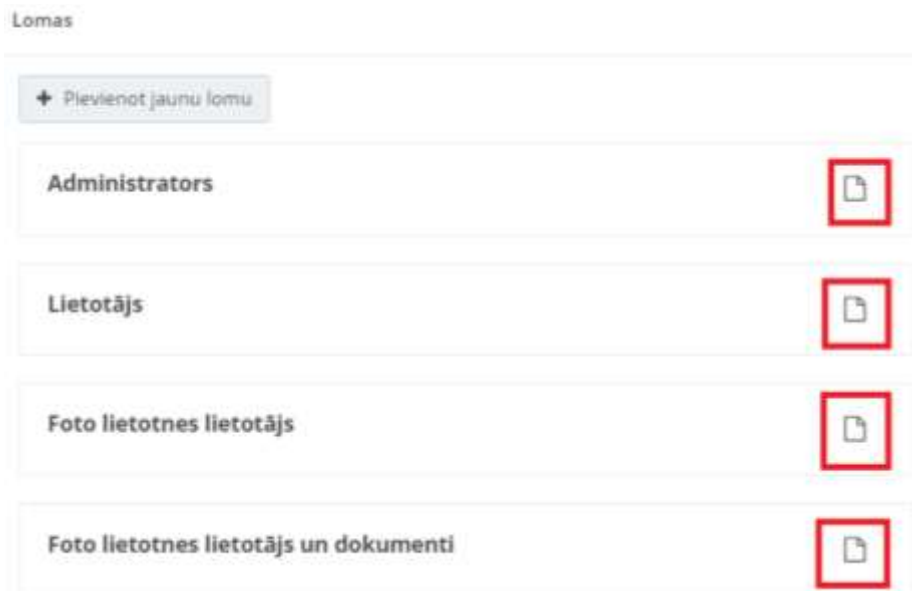 Lomas
+ Pievienot jaunu lomu
Administrators
Lietotājs
Foto lietotnes lietotājs
Foto lietotnes lietotājs un dokumenti